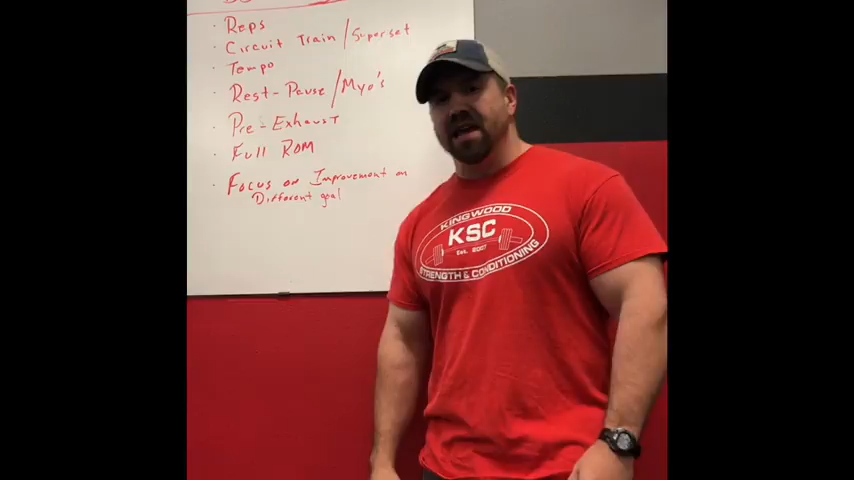 · Reps
· Circuit Train/Superset
· Tempo
· Rest-Pause/Myo's
· Pre-Exhaust
· Full ROM
· Focus on Improvement on
Different goal
KINGWOOD
KSC
Est. 2007
STRENGTH & CONDITIONING